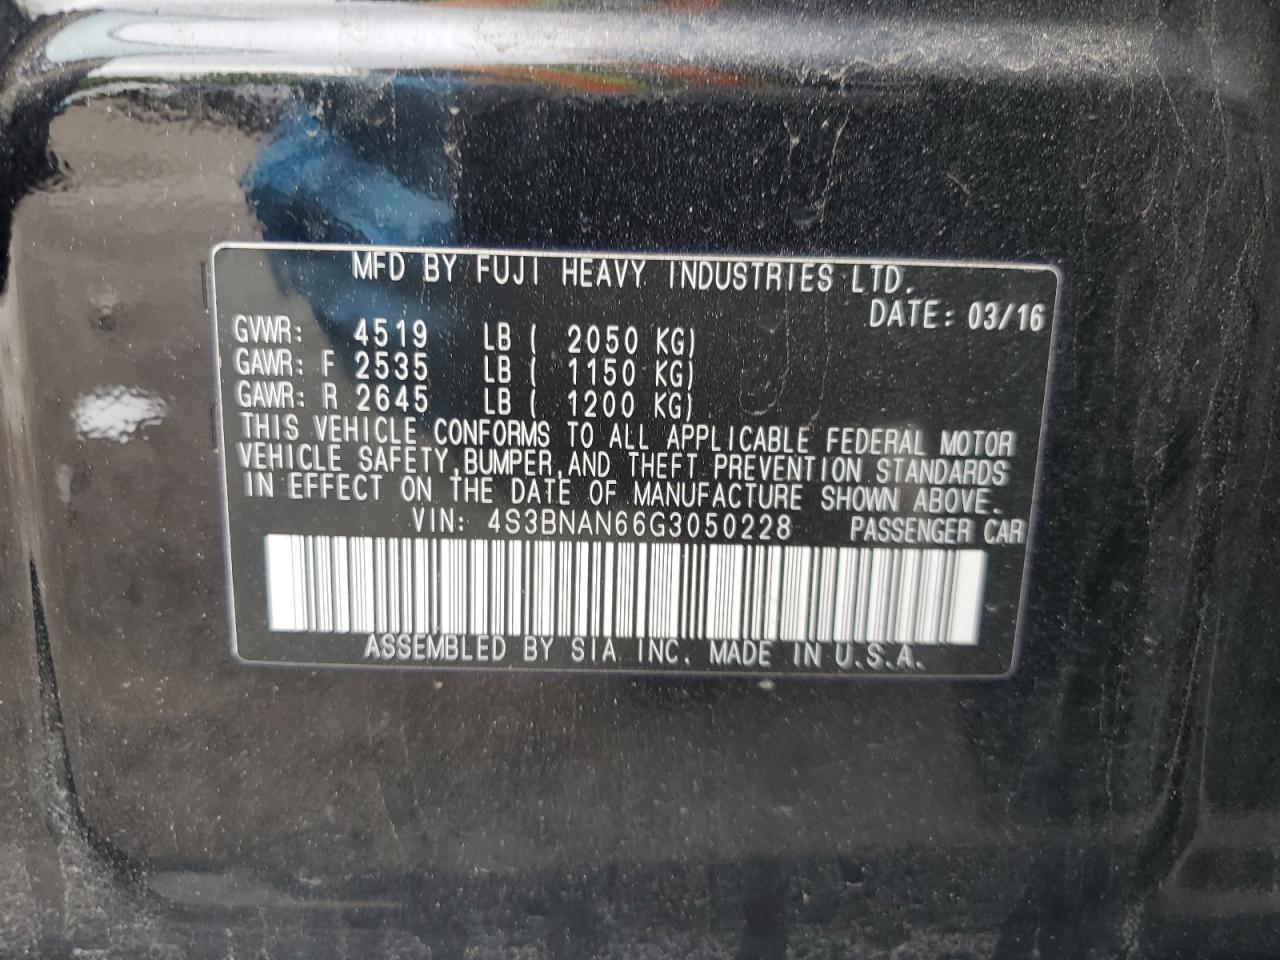 MFD BY FUJI HEAVY INDUSTRIES LTD.
DATE: 03/16
GVWR: 4519 LB ( 2050 KG)
GAWR: F 2535 LB ( 1150 KG)
GAWR: R 2645 LB ( 1200 KG)
THIS VEHICLE CONFORMS TO ALL APPLICABLE FEDERAL MOTOR
VEHICLE SAFETY, BUMPER, AND THEFT PREVENTION STANDARDS
IN EFFECT ON THE DATE OF MANUFACTURE SHOWN ABOVE.
VIN: 4S3BNAN66G3050228 PASSENGER CAR
ASSEMBLED BY SIA INC. MADE IN U.S.A.